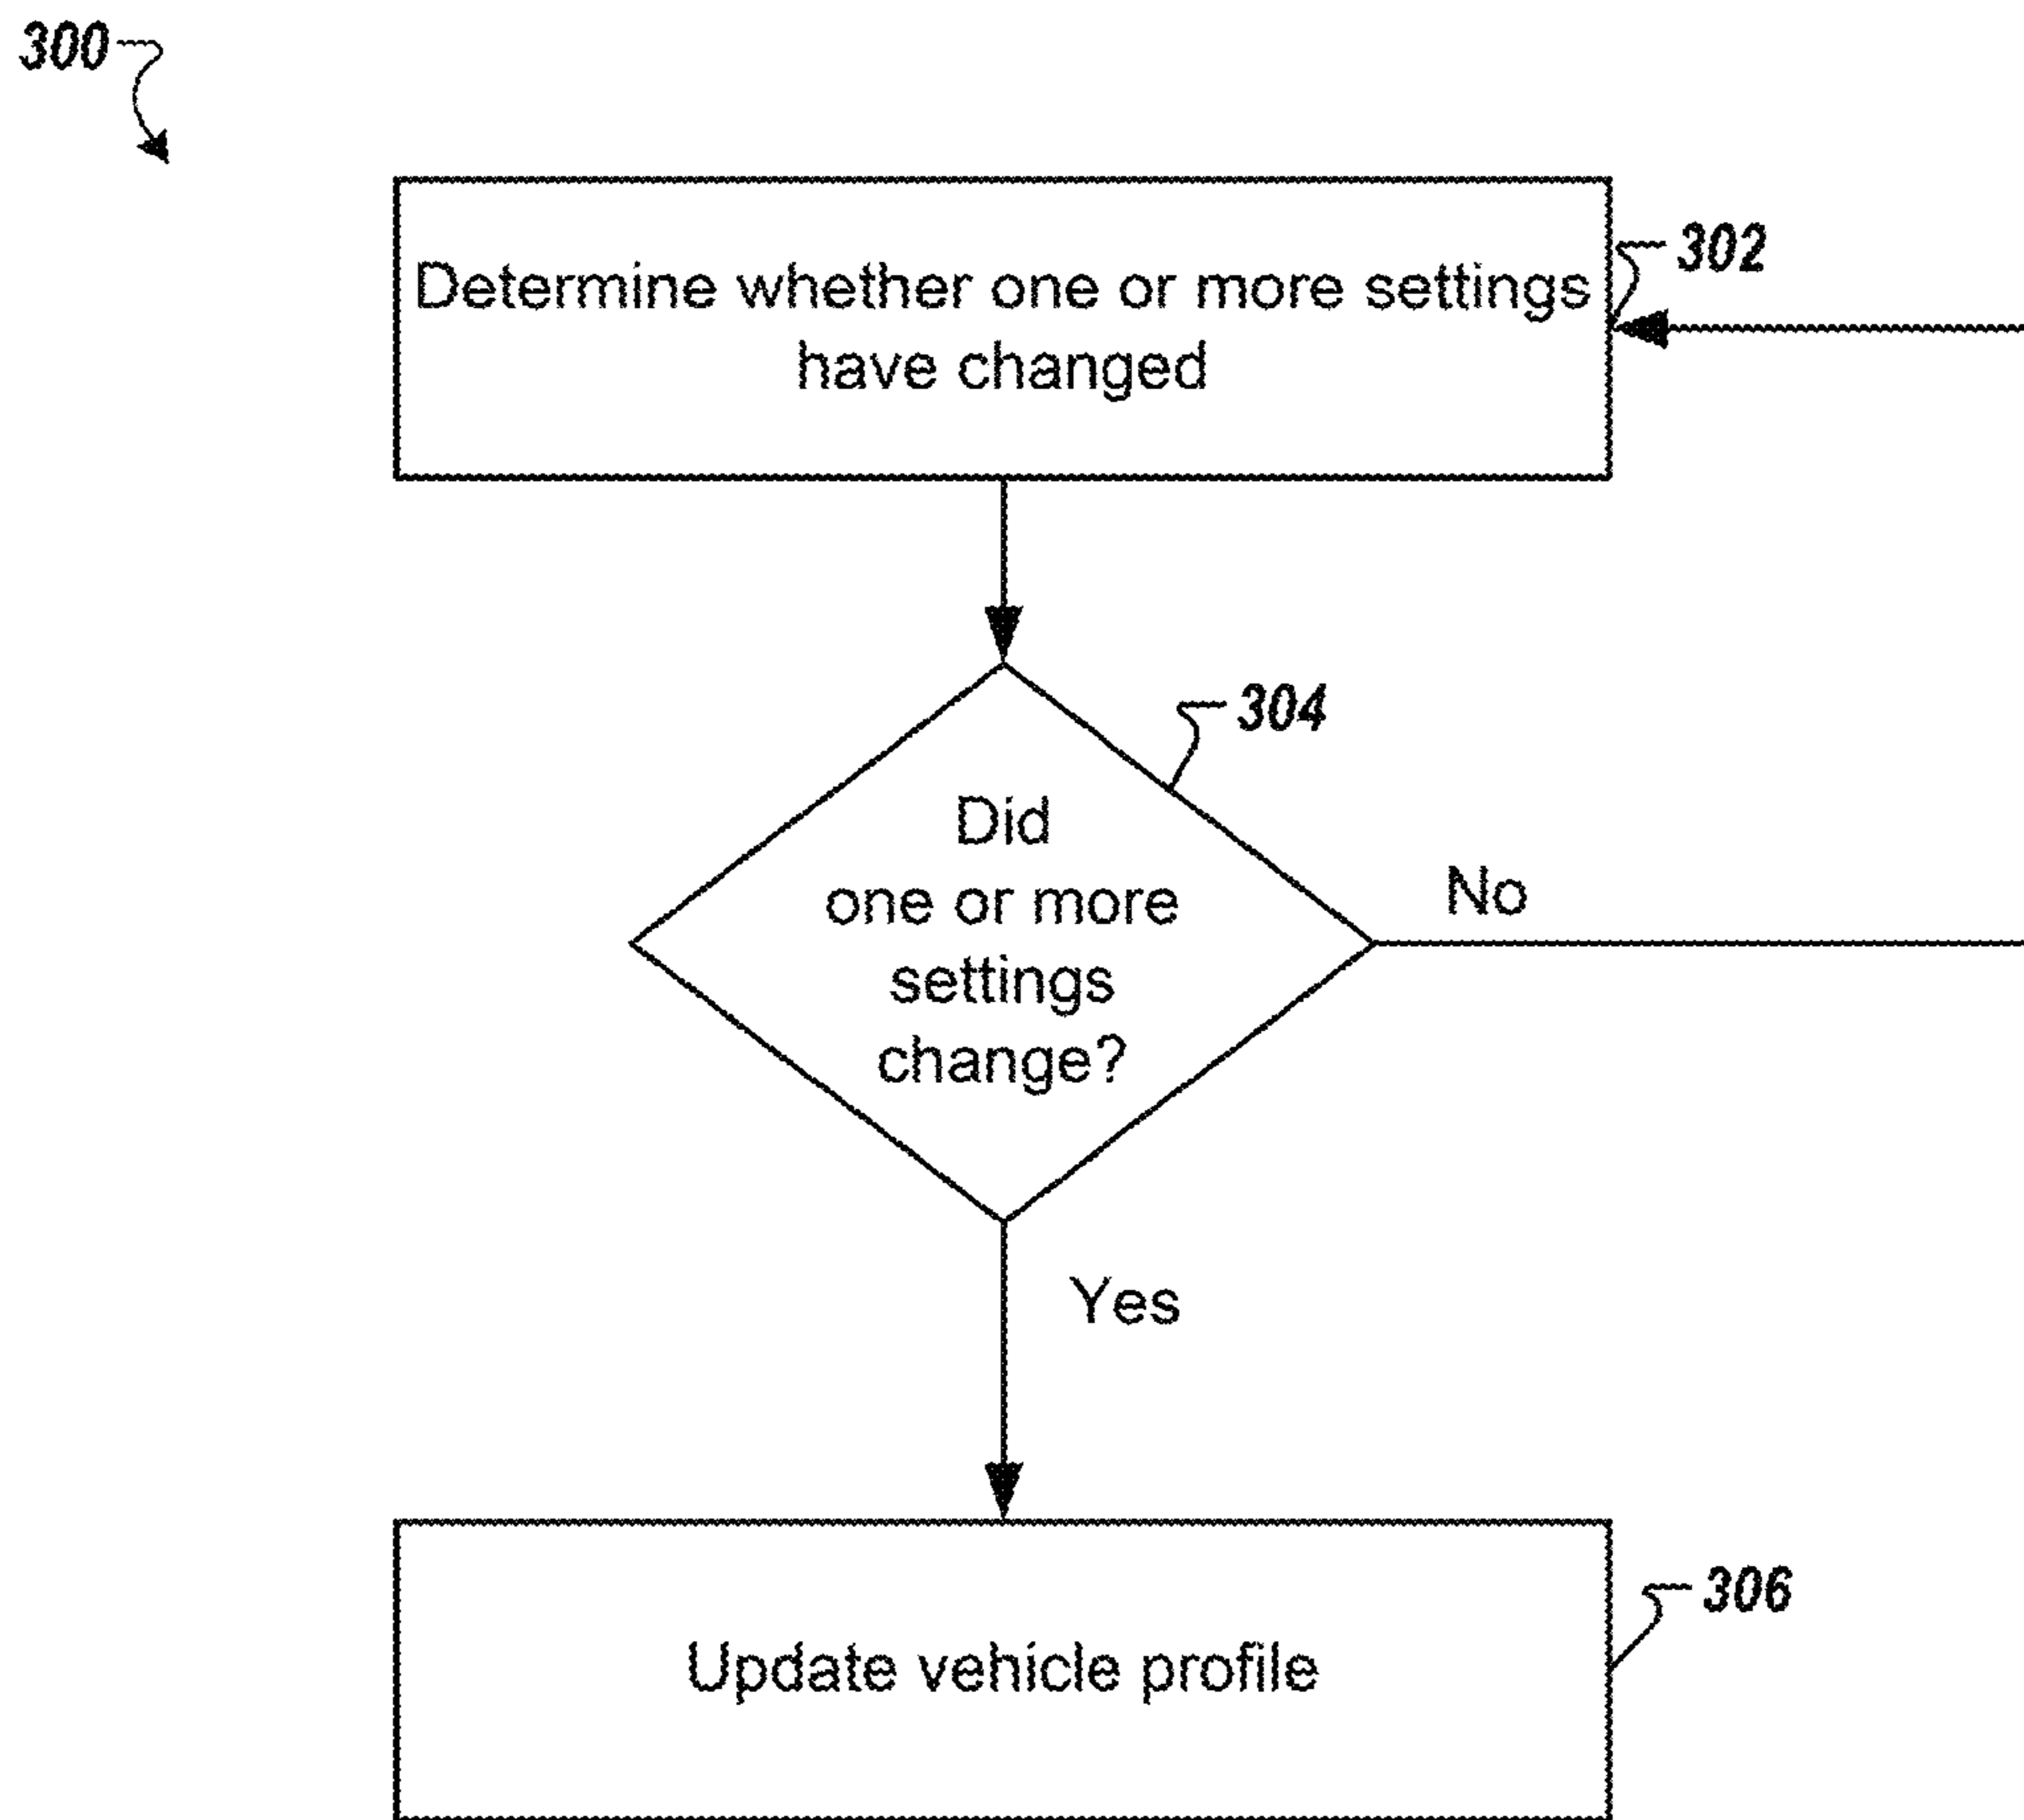 300
Determine whether one or more settings
have changed
302
304
Did
one or more
settings
change?
No
Yes
306
Update vehicle profile